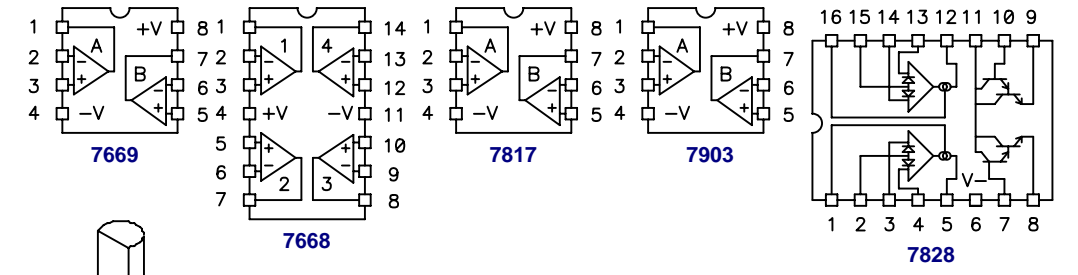 1 A +V 8
2 - 7
3 + B - 6
4 -V + 5
7669
1 1 4 14
2 - - 13
3 + + 12
4 +V -V 11
5 + + 10
6 - - 9
7 2 3 8
7668
1 A +V 8
2 - 7
3 + B - 6
4 -V + 5
7817
1 A +V 8
2 - 7
3 + B - 6
4 -V + 5
7903
16 15 14 13 12 11 10 9
- +
+ -
V-
1 2 3 4 5 6 7 8
7828